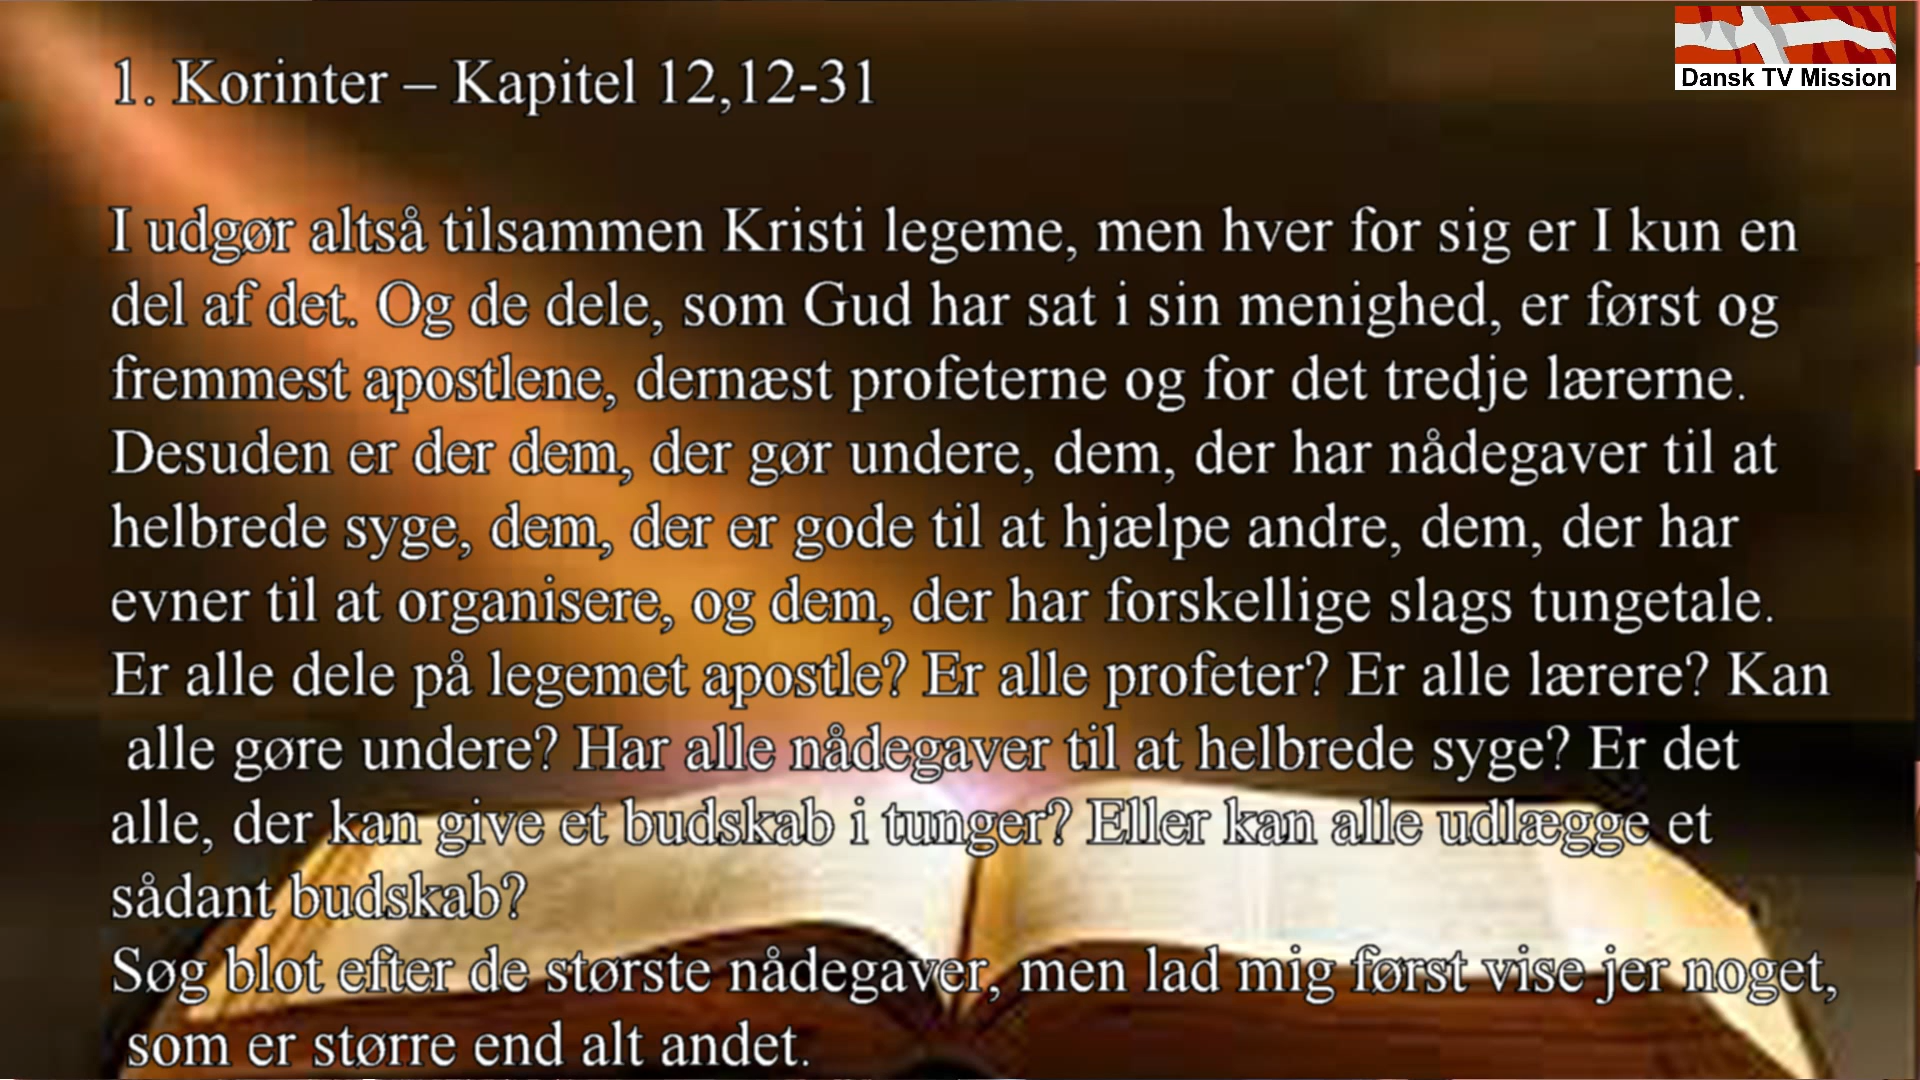 Dansk TV Mission
1. Korinter – Kapitel 12,12-31
I udgør altså tilsammen Kristi legeme, men hver for sig er I kun en
del af det. Og de dele, som Gud har sat i sin menighed, er først og
fremmest apostlene, dernæst profeterne og for det tredje lærerne.
Desuden er der dem, der gør undere, dem, der har nådegaver til at
helbrede syge, dem, der er gode til at hjælpe andre, dem, der har
evner til at organisere, og dem, der har forskellige slags tungetale.
Er alle dele på legemet apostle? Er alle profeter? Er alle lærere? Kan
alle gøre undere? Har alle nådegaver til at helbrede syge? Er det
alle, der kan give et budskab i tunger? Eller kan alle udlægge et
sådant budskab?
Søg blot efter de største nådegaver, men lad mig først vise jer noget,
som er større end alt andet.